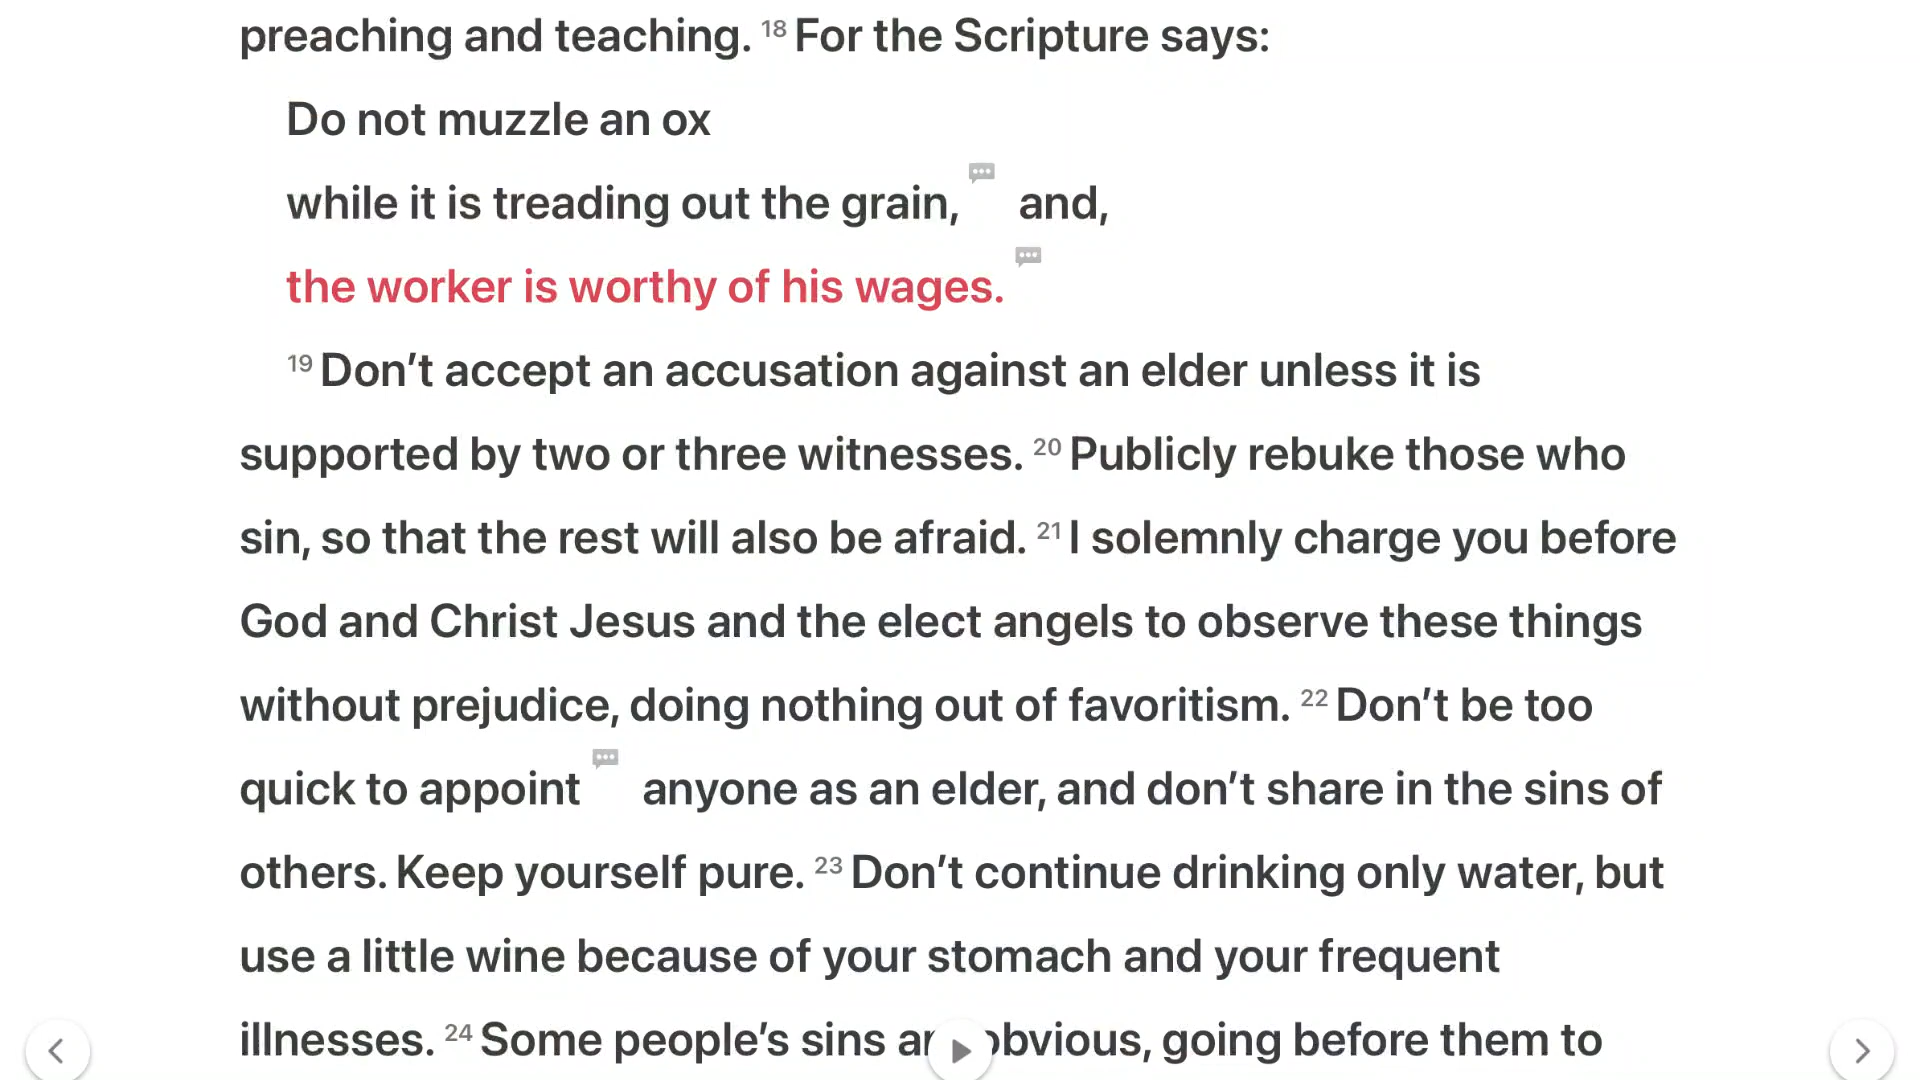 preaching and teaching. 18 For the Scripture says:
Do not muzzle an ox
while it is treading out the grain, and,
the worker is worthy of his wages.
19 Don’t accept an accusation against an elder unless it is
supported by two or three witnesses. 20 Publicly rebuke those who
sin, so that the rest will also be afraid. 21 I solemnly charge you before
God and Christ Jesus and the elect angels to observe these things
without prejudice, doing nothing out of favoritism. 22 Don’t be too
quick to appoint anyone as an elder, and don’t share in the sins of
others. Keep yourself pure. 23 Don’t continue drinking only water, but
use a little wine because of your stomach and your frequent
illnesses. 24 Some people’s sins obvious, going before them to